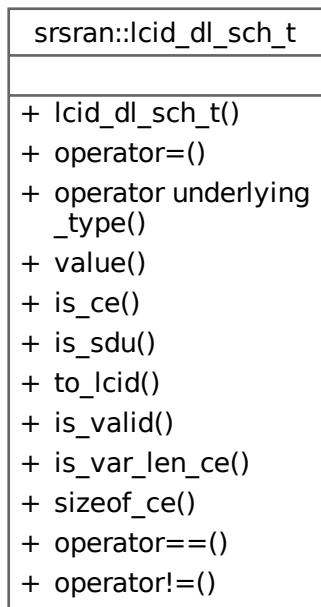 srsran::lcid_dl_sch_t
+ lcid_dl_sch_t()
+ operator=()
+ operator underlying
_type()
+ value()
+ is_ce()
+ is_sdu()
+ to_lcid()
+ is_valid()
+ is_var_len_ce()
+ sizeof_ce()
+ operator==()
+ operator!=()